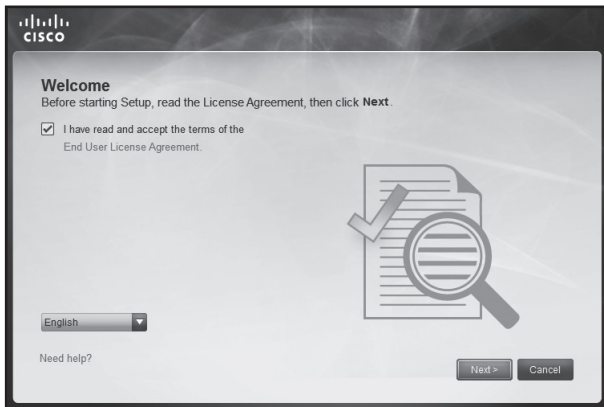 CISCO
Welcome
Before starting Setup, read the License Agreement, then click Next.
I have read and accept the terms of the
End User License Agreement.
English
Need help?
Next >
Cancel